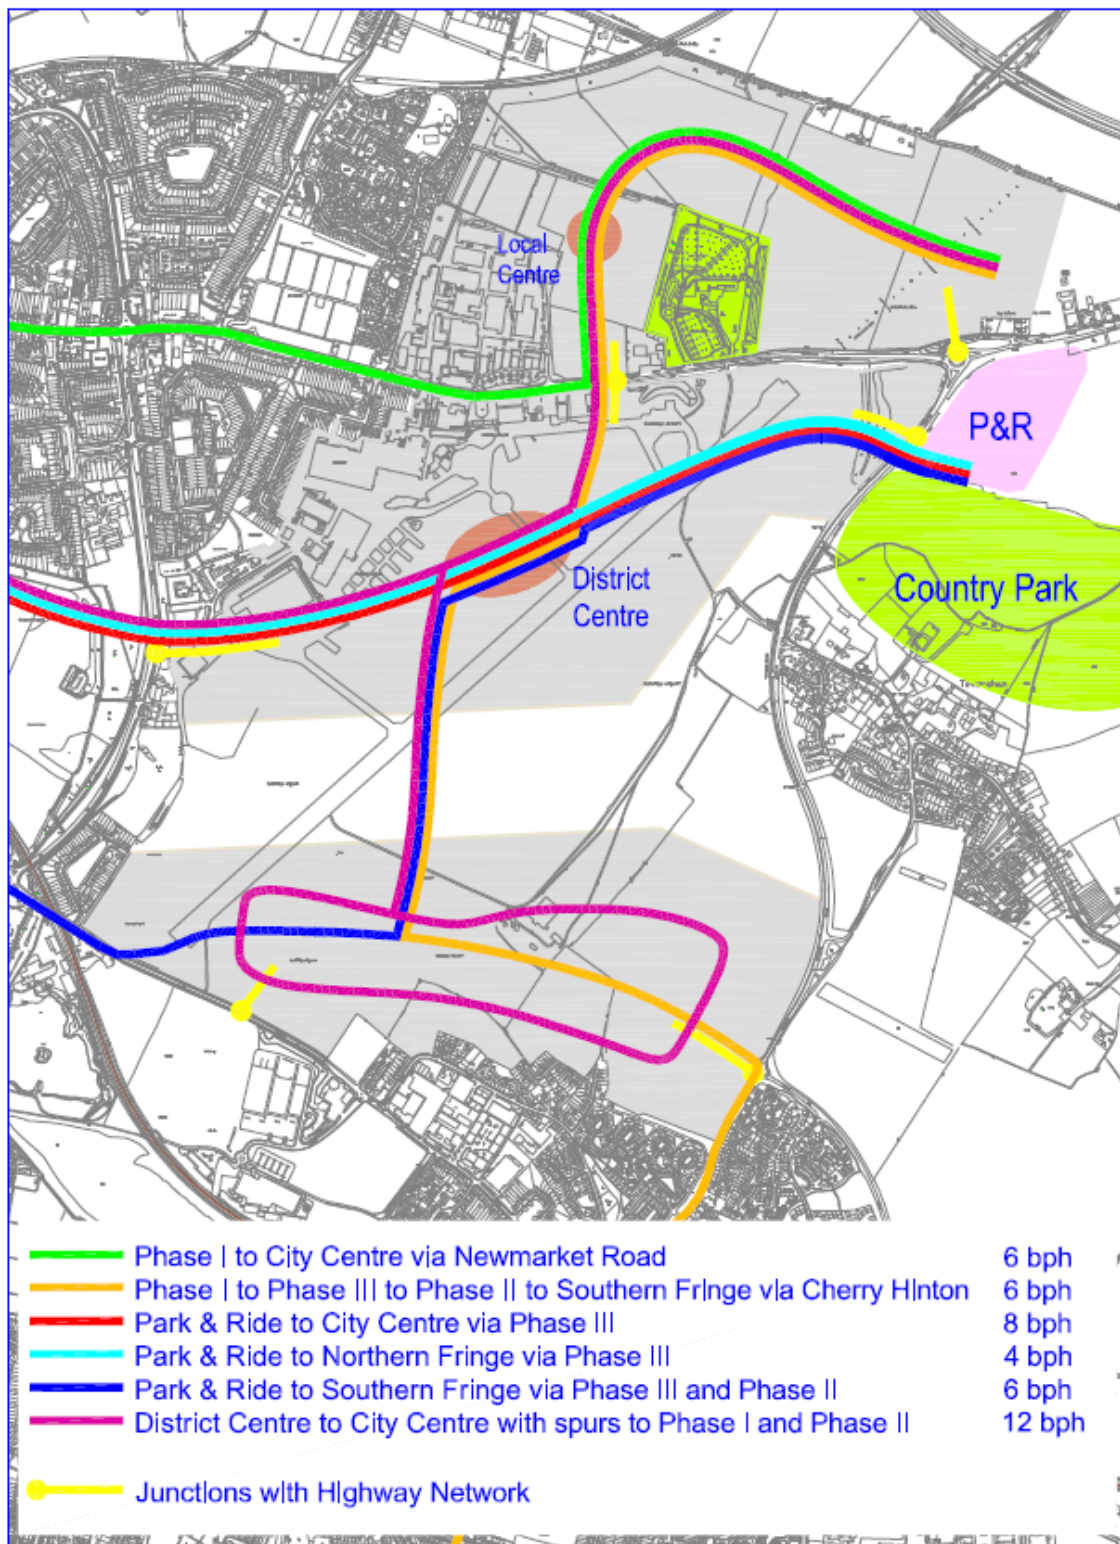 Local
Centre
P&R
District
Centre
Country Park
Phase I to City Centre via Newmarket Road 6 bph
Phase I to Phase III to Phase II to Southern Fringe via Cherry Hinton 6 bph
Park & Ride to City Centre via Phase III 8 bph
Park & Ride to Northern Fringe via Phase III 4 bph
Park & Ride to Southern Fringe via Phase III and Phase II 6 bph
District Centre to City Centre with spurs to Phase I and Phase II 12 bph
Junctions with Highway Network